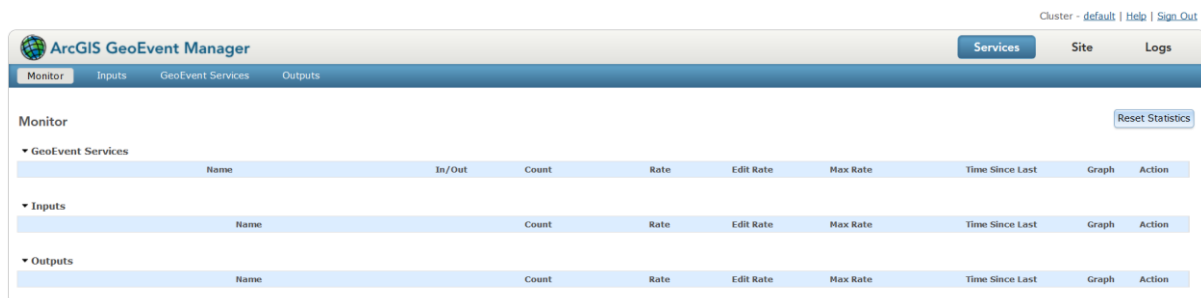 Cluster - default | Help | Sign Out
ArcGIS GeoEvent Manager
Services Site Logs
Monitor Inputs GeoEvent Services Outputs
Monitor
Reset Statistics
GeoEvent Services
Name In/Out Count Rate Edit Rate Max Rate Time Since Last Graph Action
Inputs
Name Count Rate Edit Rate Max Rate Time Since Last Graph Action
Outputs
Name Count Rate Edit Rate Max Rate Time Since Last Graph Action